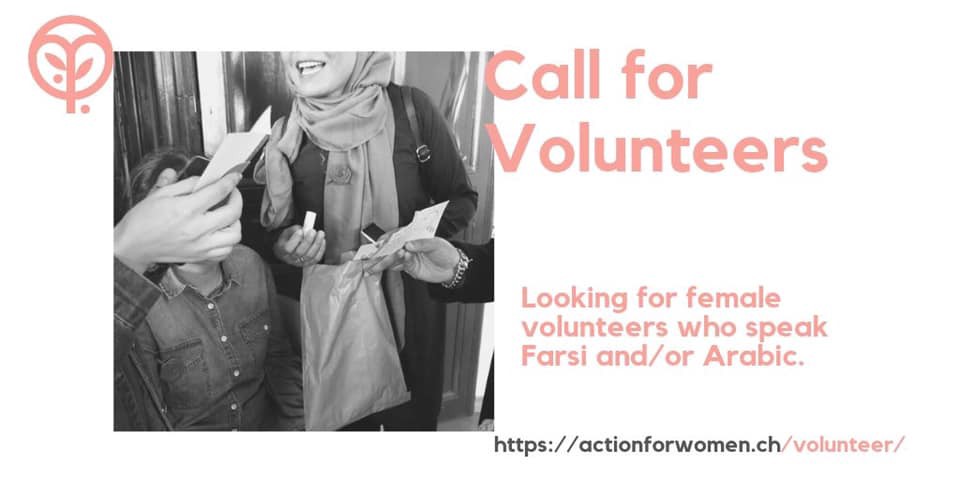 Call for
Volunteers
Looking for female
volunteers who speak
Farsi and/or Arabic.
https://actionforwomen.ch/volunteer/